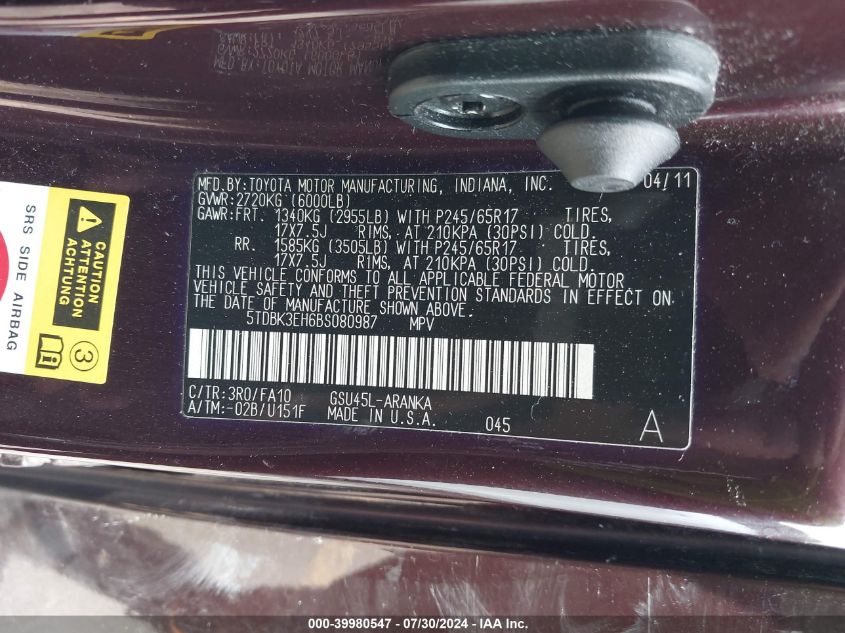 MFD.BY:TOYOTA MOTOR MANUFACTURING, INDIANA, INC. 04/11
GVWR:2720KG (6000LB)
GAWR:FRT. 1340KG (2955LB) WITH P245/65R17 TIRES,
17X7.5J RIMS, AT 210KPA (30PSI) COLD.
RR. 1585KG (3505LB) WITH P245/65R17 TIRES,
17X7.5J RIMS, AT 210KPA (30PSI) COLD.
THIS VEHICLE CONFORMS TO ALL APPLICABLE FEDERAL MOTOR
VEHICLE SAFETY AND THEFT PREVENTION STANDARDS IN EFFECT ON
THE DATE OF MANUFACTURE SHOWN ABOVE.
5TDBK3EH6BS080987 MPV
C/TR:3R0/FA10 GSU45L-ARANKA
A/TM:-02B/U151F MADE IN U.S.A. 045
A
SRS SIDE AIRBAG
CAUTION
ATTENTION
3
000-39980547 - 07/30/2024 - IAAI Inc.